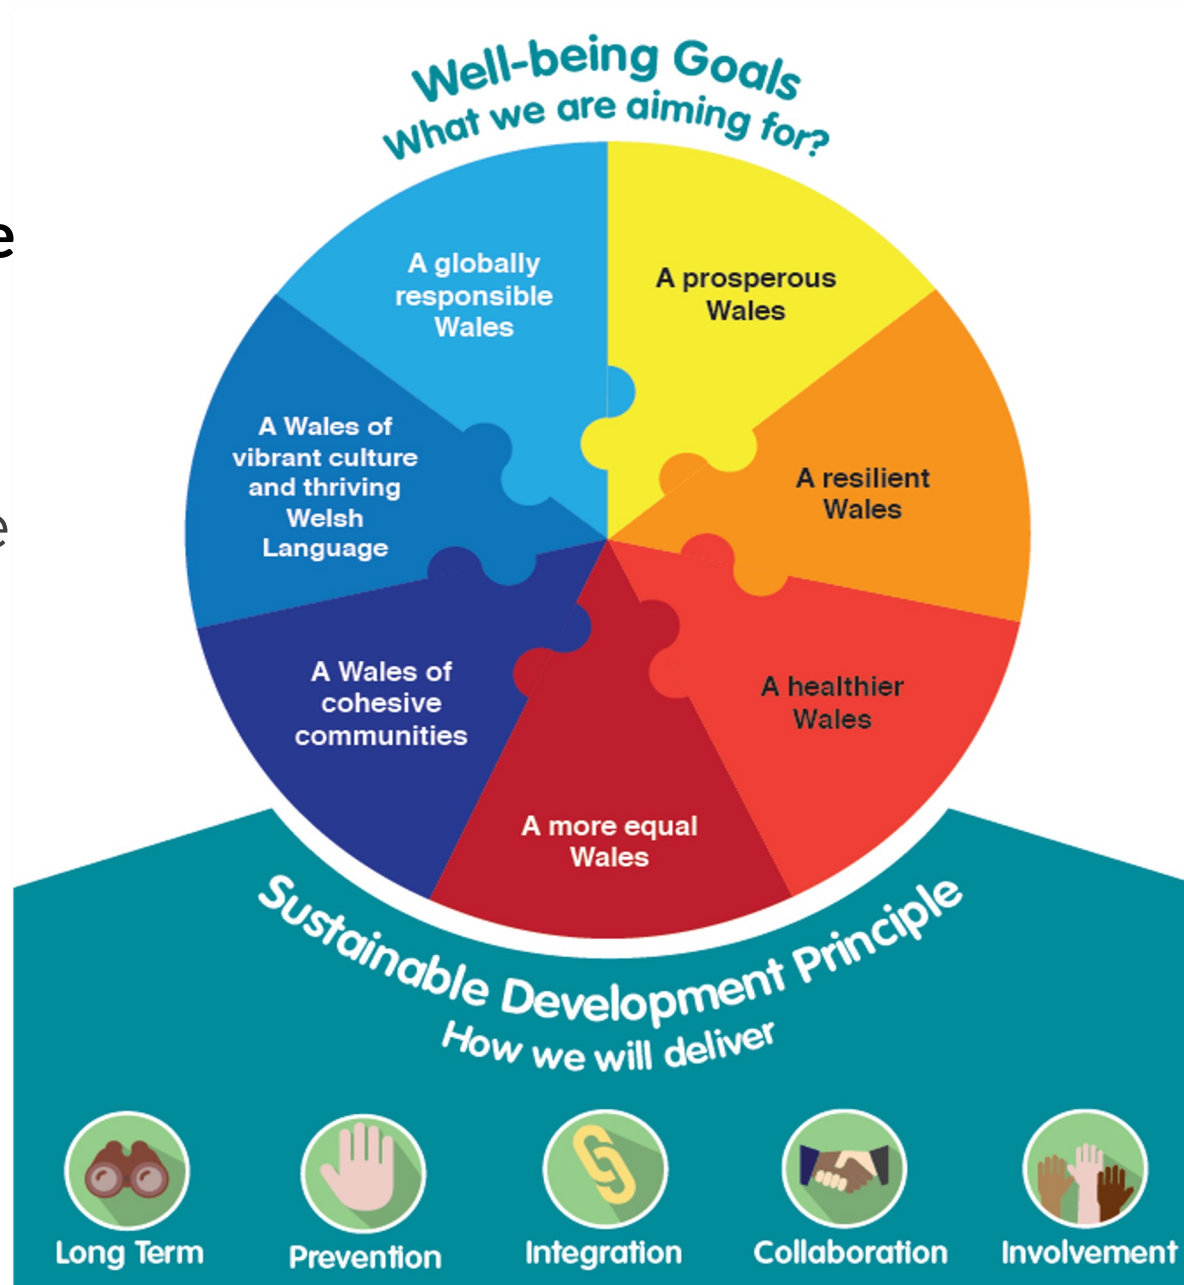 Well-being Goals
What we are aiming for?
e
A globally
responsible
Wales
A prosperous
Wales
A Wales of
vibrant culture
and thriving
Welsh
Language
A resilient
Wales
e
A Wales of
cohesive
communities
A healthier
Wales
A more equal
Wales
Sustainable Development Principle
How we will deliver
Long Term
Prevention
Integration
Collaboration
Involvement